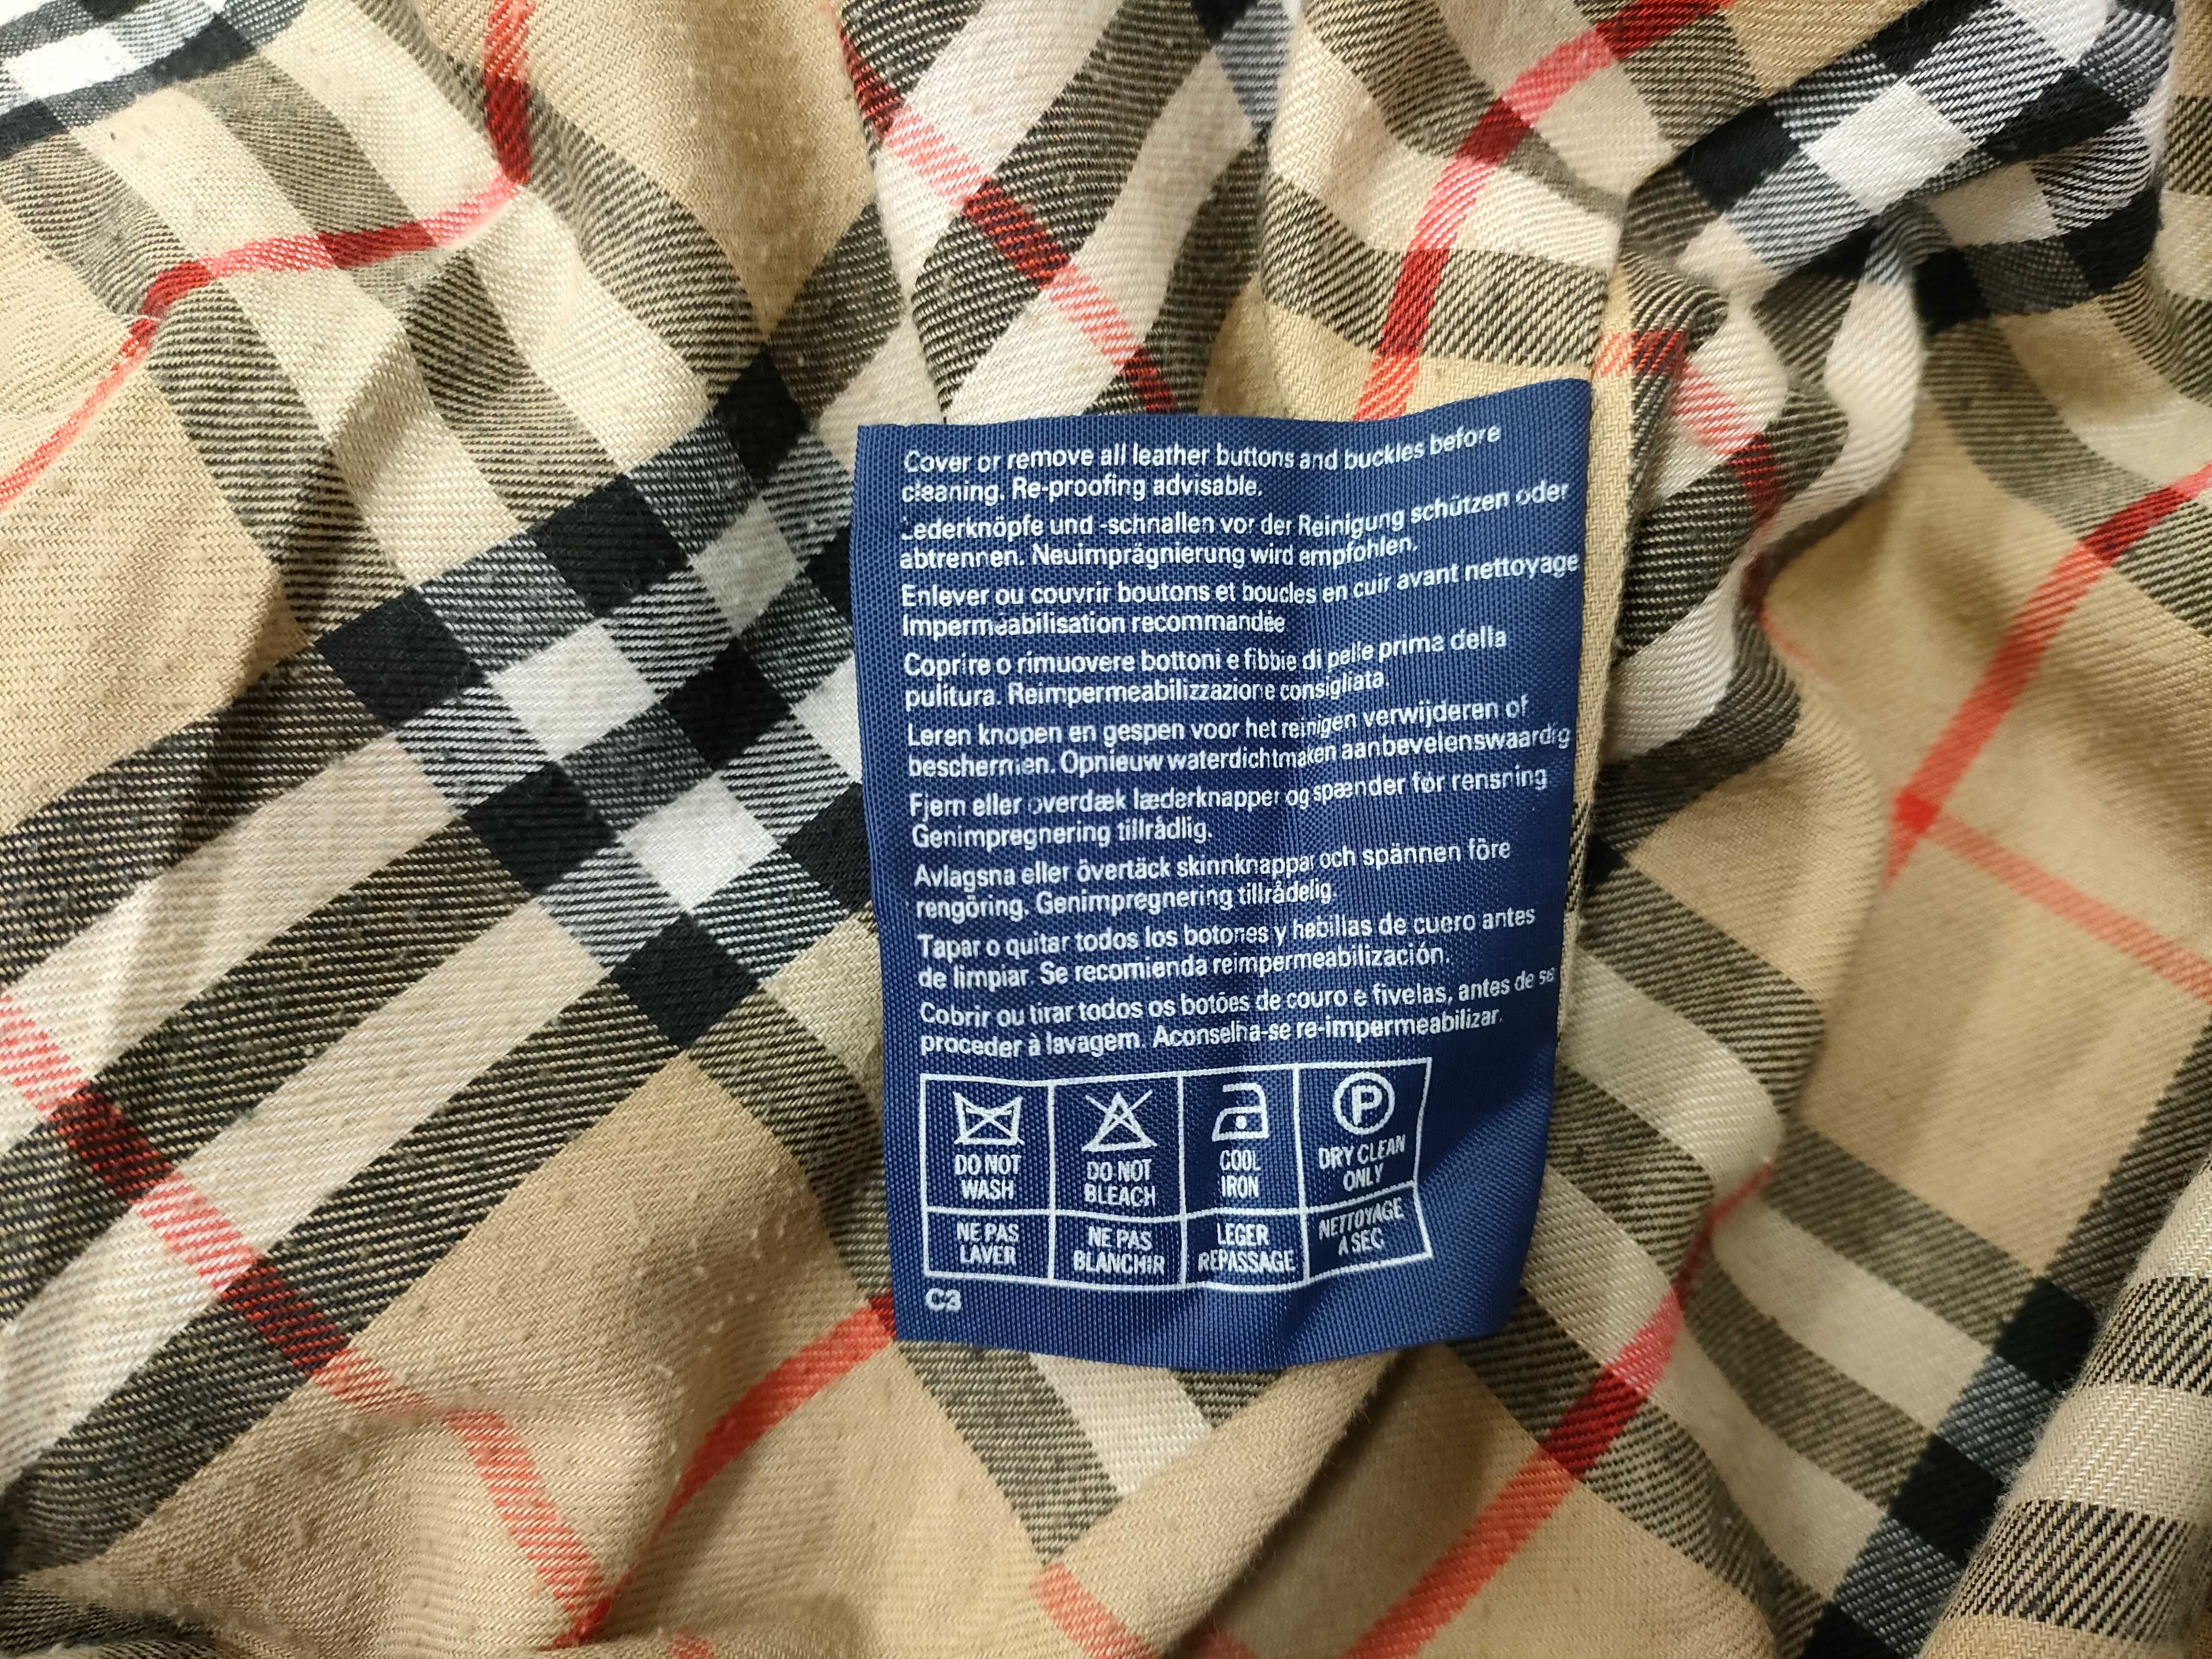 Cover or remove all leather buttons and buckles before
cleaning. Re-proofing advisable.
Lederknöpfe und -schnallen vor der Reinigung schützen oder
abtrennen. Neuimprägnierung wird empfohlen.
Enlever ou couvrir boutons et boucles en cuir avant nettoyage
Imperméabilisation recommandée
Coprire o rimuovere bottoni e fibbie di pelle prima della
pulitura. Reimpermeabilizzazione consigliata.
Leren knopen en gespen voor het reinigen verwijderen of
beschermen. Opnieuw waterdichtmaken aanbevelenswaardig
Fjern eller overdæk læderknapper og spænder før rensning
Genimpregnering tillrådlig.
Avlagsna eller övertäck skinnknappar och spännen före
rengöring. Genimpregnering tillrådelig.
Tapar o quitar todos los botones y hebillas de cuero antes
de limpiar Se recomienda reimpermeabilización.
Cobrir ou tirar todos os botões de couro e fivelas, antes de se
proceder à lavagem. Aconselha-se re-impermeabilizar.
P
DO NOT
WASH
DO NOT
BLEACH
COOL
IRON
DRY CLEAN
ONLY
NE PAS
LAVER
NE PAS
BLANCHIR
LEGER
REPASSAGE
NETTOYAGE
A SEC
C3